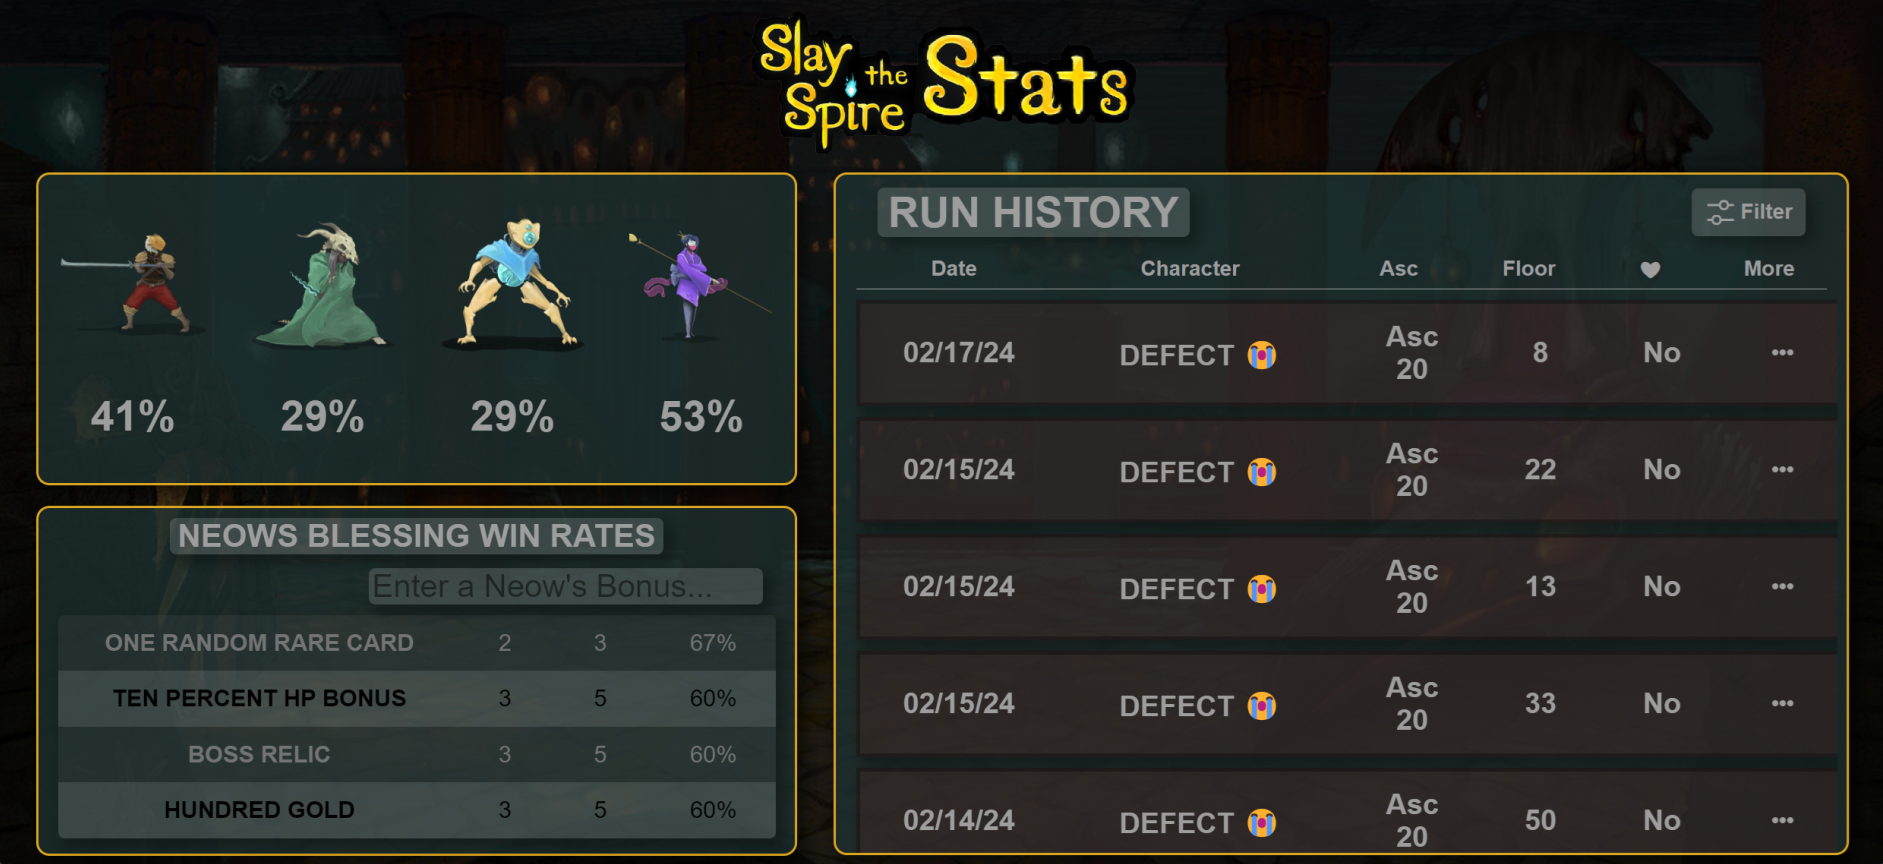 Slay the Spire Stats
41% 29% 29% 53%
NEOWS BLESSING WIN RATES
Enter a Neow's Bonus...
ONE RANDOM RARE CARD 2 3 67%
TEN PERCENT HP BONUS 3 5 60%
BOSS RELIC 3 5 60%
HUNDRED GOLD 3 5 60%
RUN HISTORY
Filter
Date Character Asc Floor More
02/17/24 DEFECT Asc 20 8 No
02/15/24 DEFECT Asc 20 22 No
02/15/24 DEFECT Asc 20 13 No
02/15/24 DEFECT Asc 20 33 No
02/14/24 DEFECT Asc 20 50 No